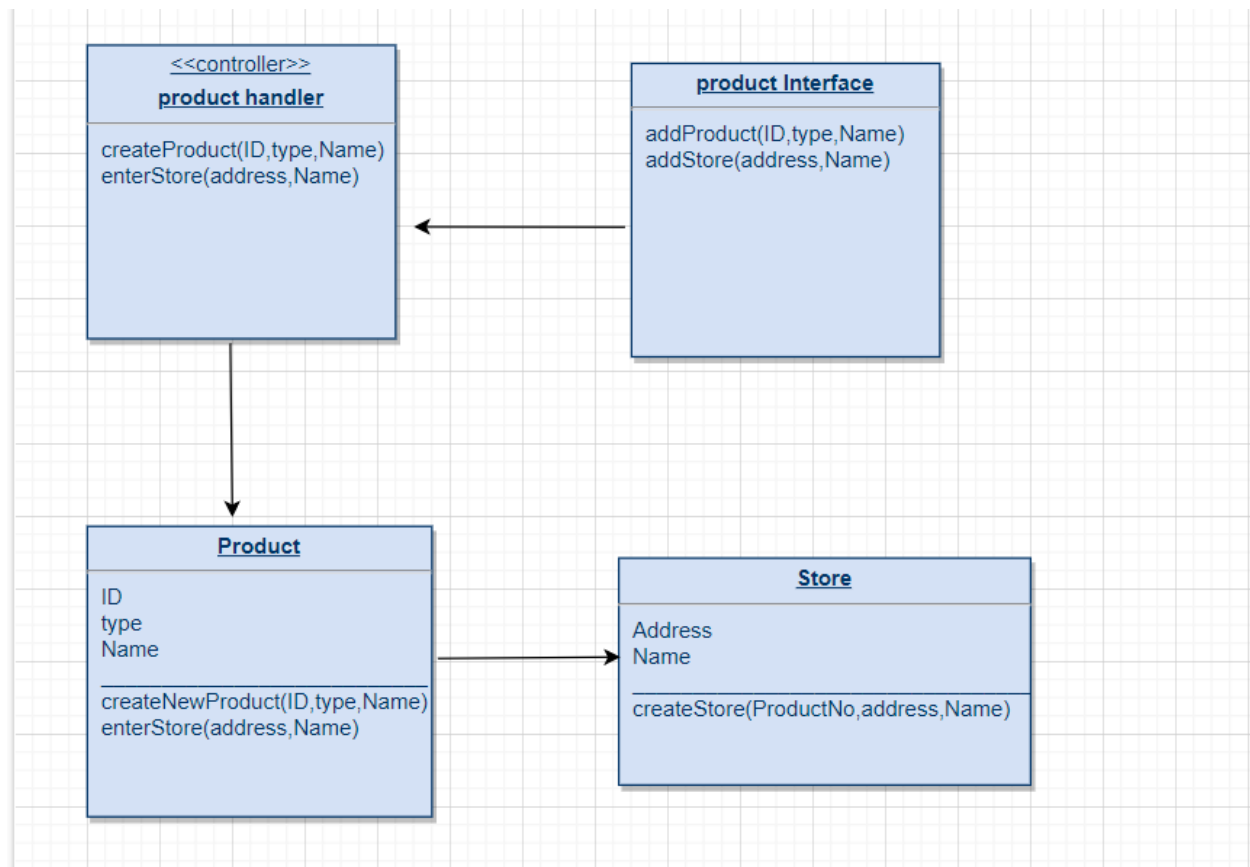 <<controller>>
product handler
createProduct(ID,type,Name)
enterStore(address,Name)
product Interface
addProduct(ID,type,Name)
addStore(address,Name)
Product
ID
type
Name
createNewProduct(ID,type,Name)
enterStore(address,Name)
Store
Address
Name
createStore(ProductNo,address,Name)